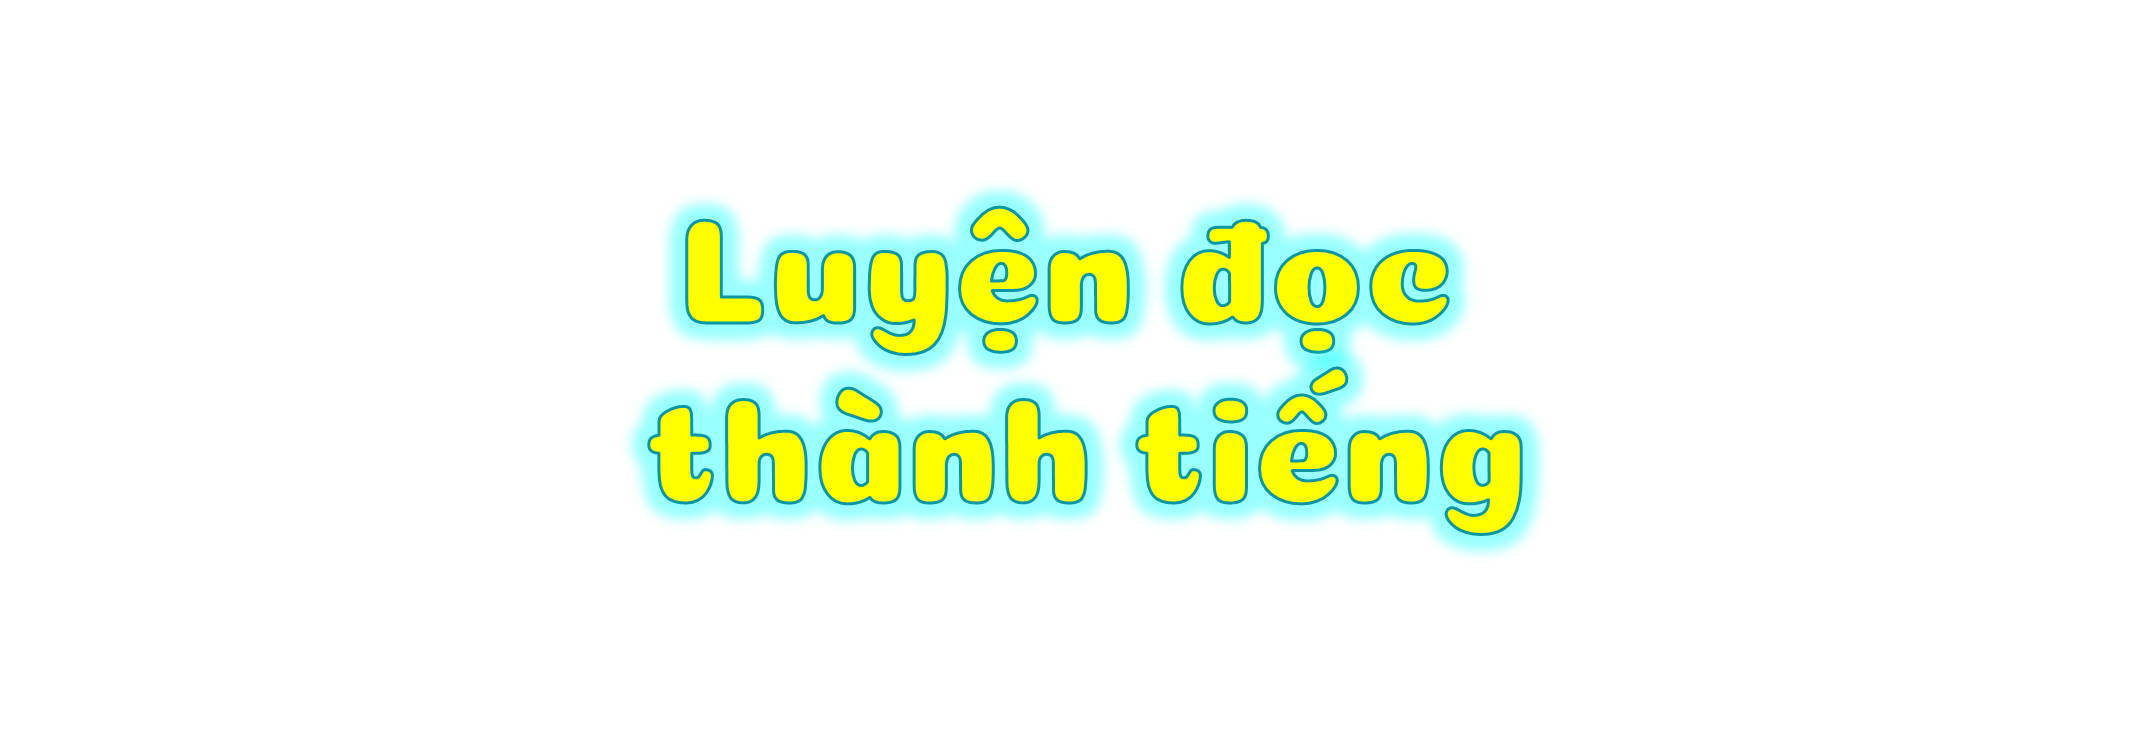 Luyện đọc
thành tiếng